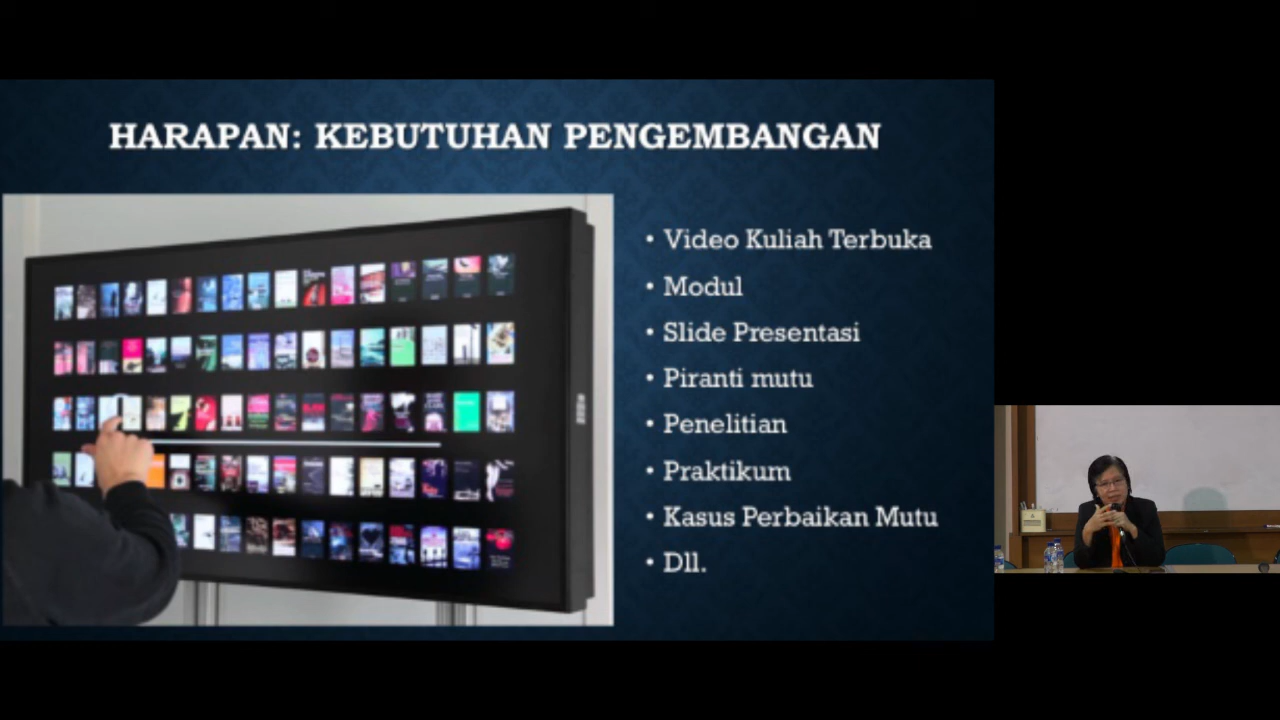 HARAPAN: KEBUTUHAN PENGEMBANGAN
• Video Kuliah Terbuka
• Modul
• Slide Presentasi
• Piranti mutu
• Penelitian
• Praktikum
• Kasus Perbaikan Mutu
• Dll.